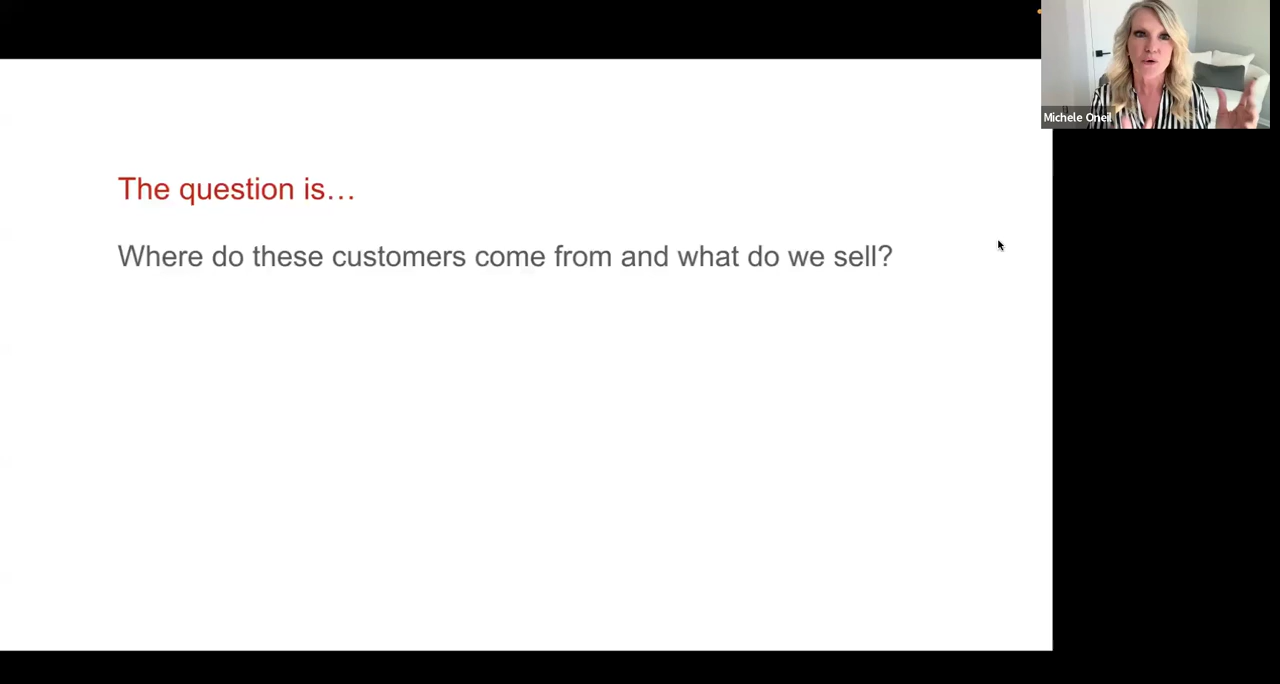 Michele Oneil
The question is…
Where do these customers come from and what do we sell?